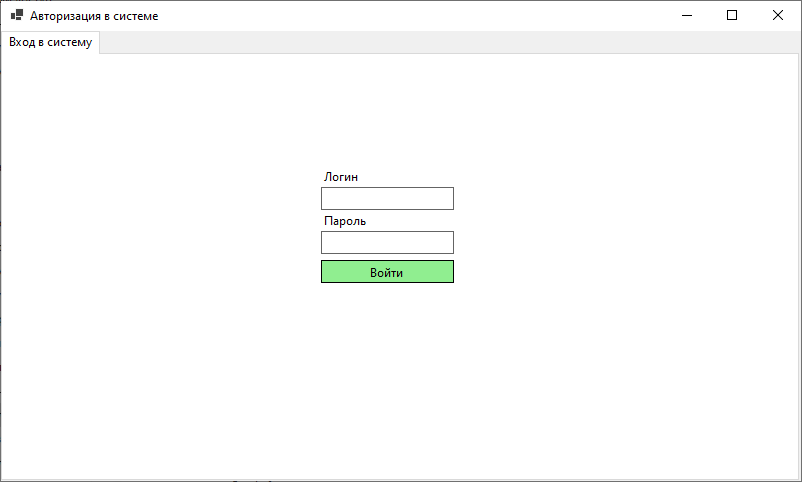 Авторизация в системе
Вход в систему
Логин
Пароль
Войти